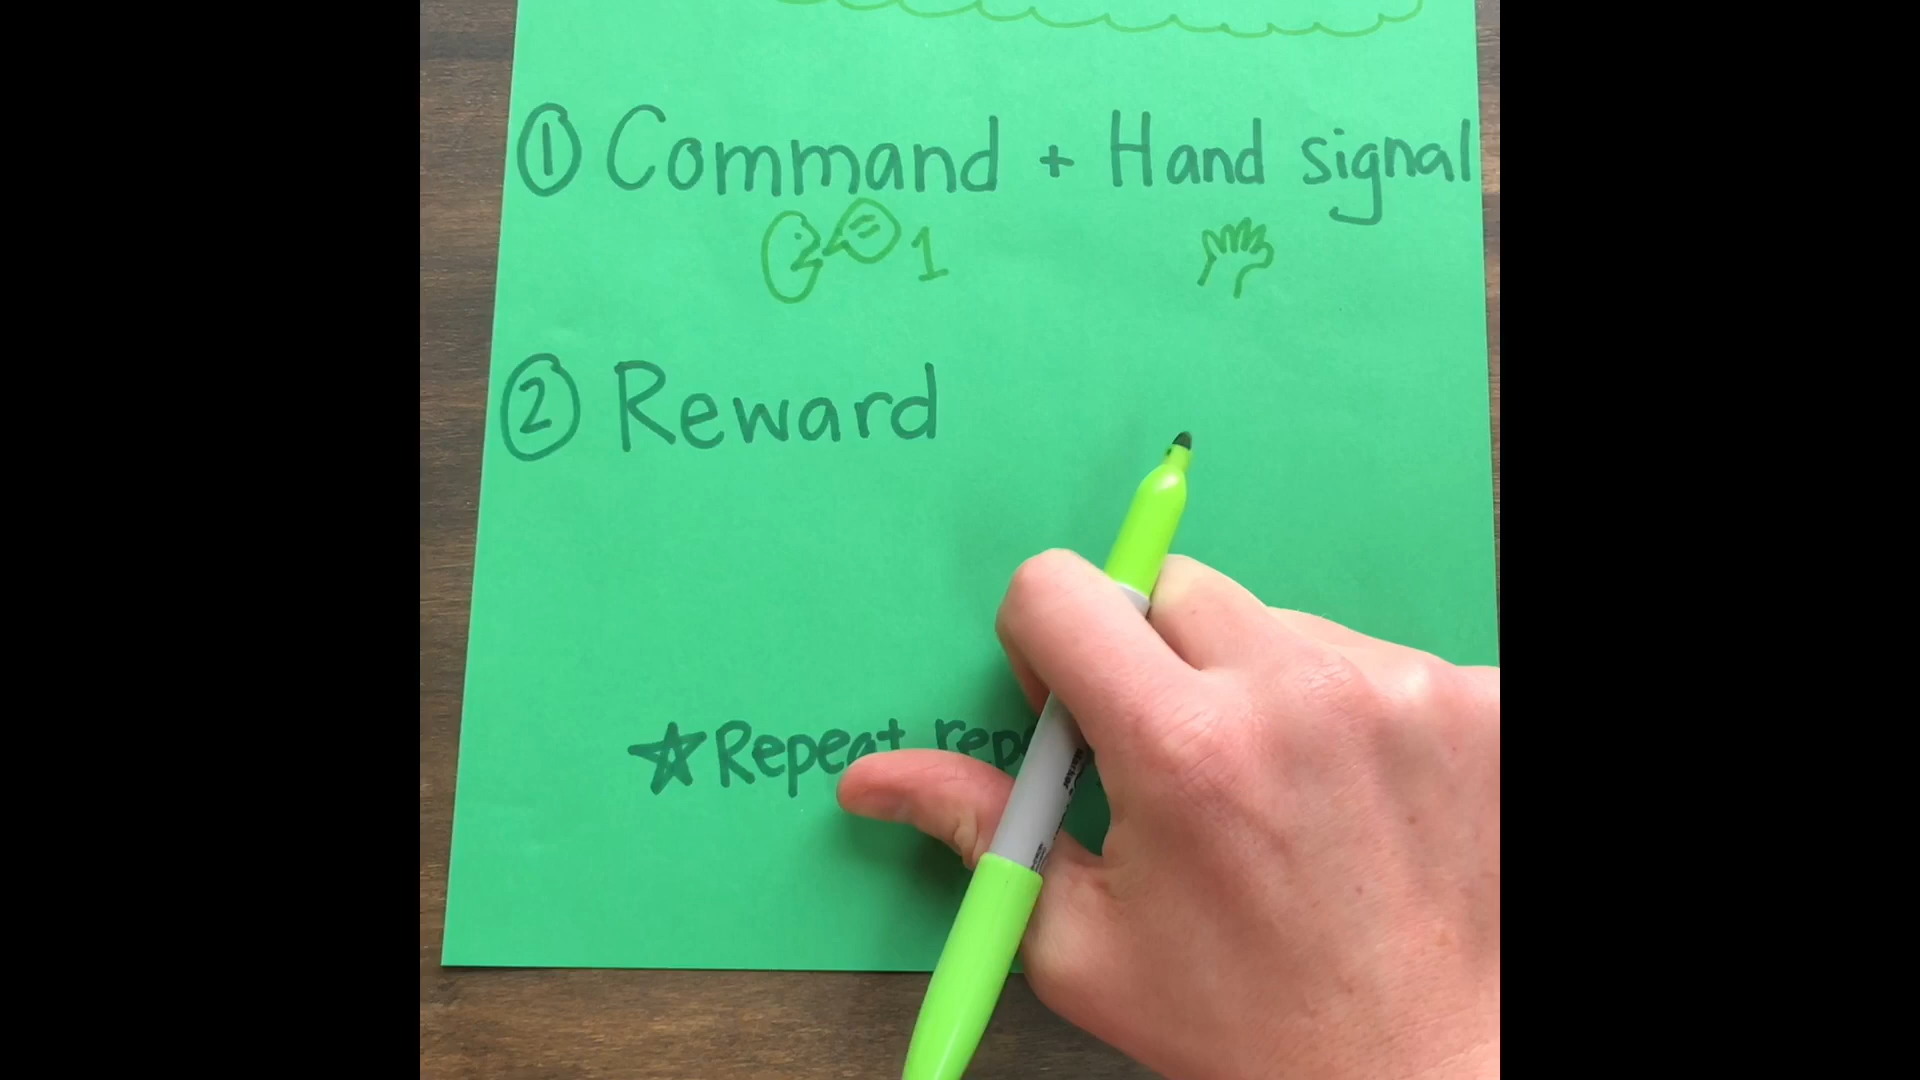 ① Command + Hand signal
1
② Reward
☆ Repeat